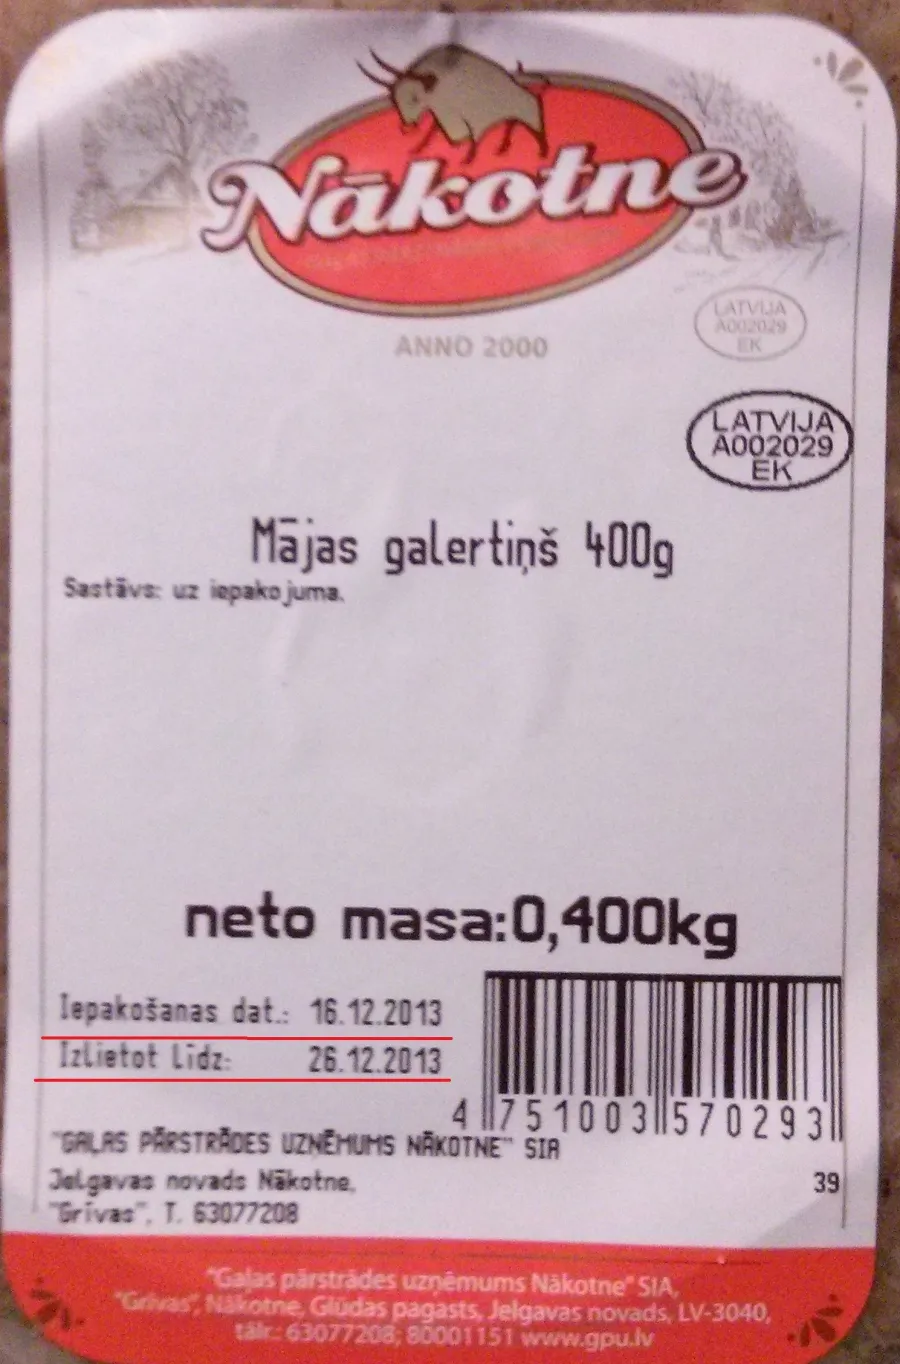 Nākotne
ANNO 2000
LATVIJA
A002029
EK
LATVIJA
A002029
EK
Mājas galertiņš 400g
Sastāvs: uz iepakojuma.
neto masa:0,400kg
Iepakošanas dat.: 16.12.2013
Izlietot līdz: 26.12.2013
4 751003 570293
"GAĻAS PĀRSTRĀDES UZŅĒMUMS NĀKOTNE" SIA
Jelgavas novads Nākotne,
39
"Grīvas", T. 63077208
"Gaļas pārstrādes uzņēmums Nākotne" SIA,
"Grīvas", Nākotne, Glūdas pagasts, Jelgavas novads, LV-3040,
tālr.: 63077208; 80001151 www.gpu.lv